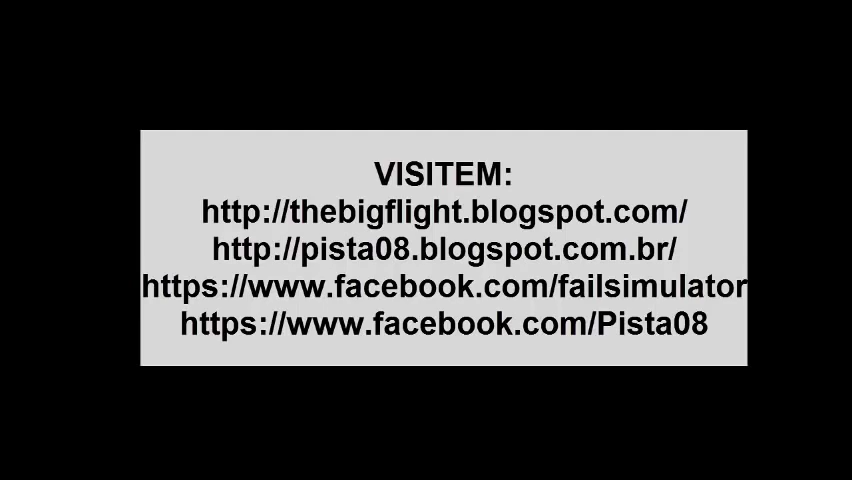 VISITEM:
http://thebigflight.blogspot.com/
http://pista08.blogspot.com.br/
https://www.facebook.com/failsimulator
https://www.facebook.com/Pista08